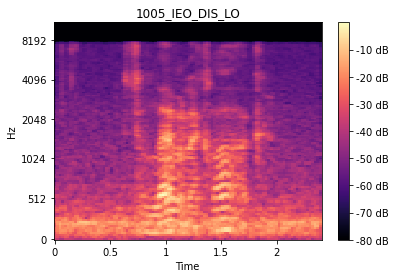 1005_IEO_DIS_LO
8192
4096
2048
1024
512
0
Hz
0
0.5
1
1.5
2
Time
-10 dB
-20 dB
-30 dB
-40 dB
-50 dB
-60 dB
-70 dB
-80 dB